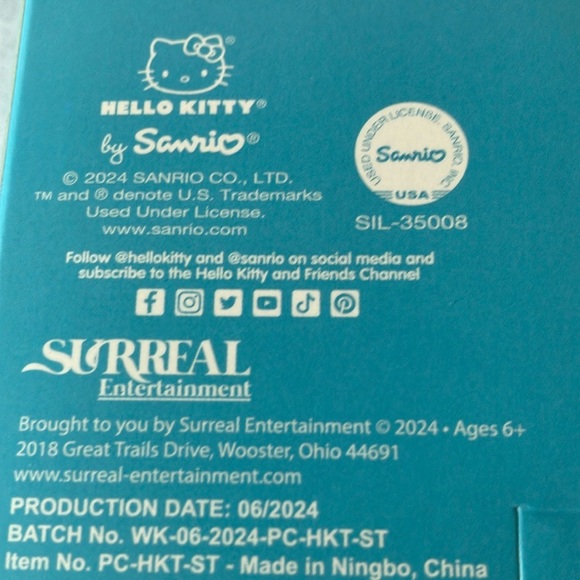 HELLO KITTY®
by Sanrio®
© 2024 SANRIO CO., LTD.
TM and ® denote U.S. Trademarks
Used Under License.
www.sanrio.com
USED UNDER LICENSE, SANRIO, INC.
Sanrio
USA
SIL-35008
Follow @hellokitty and @sanrio on social media and
subscribe to the Hello Kitty and Friends Channel
SURREAL
Entertainment
Brought to you by Surreal Entertainment © 2024 • Ages 6+
2018 Great Trails Drive, Wooster, Ohio 44691
www.surreal-entertainment.com
PRODUCTION DATE: 06/2024
BATCH No. WK-06-2024-PC-HKT-ST
Item No. PC-HKT-ST - Made in Ningbo, China